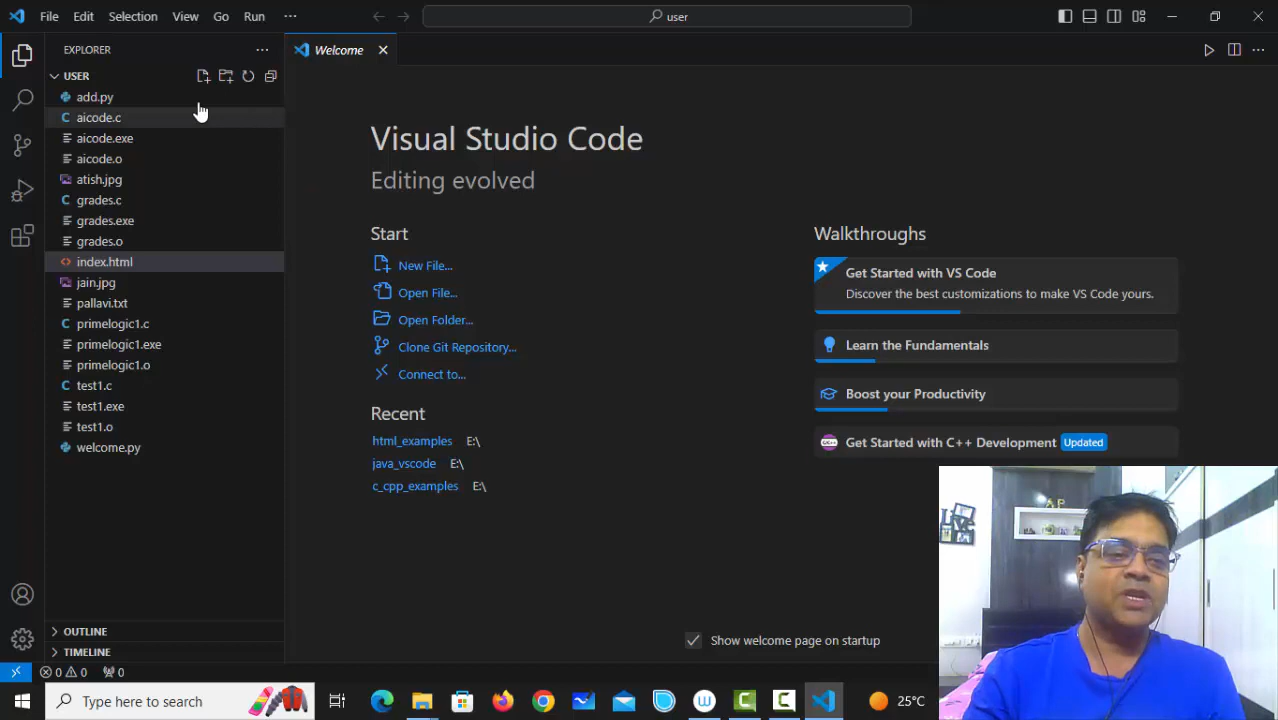 File Edit Selection View Go Run ... user
EXPLORER ... Welcome
USER
add.py
aicode.c
aicode.exe
aicode.o
atish.jpg
grades.c
grades.exe
grades.o
index.html
jain.jpg
pallavi.txt
primelogic1.c
primelogic1.exe
primelogic1.o
test1.c
test1.exe
test1.o
welcome.py
OUTLINE
TIMELINE
Visual Studio Code
Editing evolved
Start
New File...
Open File...
Open Folder...
Clone Git Repository...
Connect to...
Recent
html_examples E:\
java_vscode E:\
c_cpp_examples E:\
Walkthroughs
Get Started with VS Code
Discover the best customizations to make VS Code yours.
Learn the Fundamentals
Boost your Productivity
Get Started with C++ Development Updated
A P
Show welcome page on startup
0 0 0
Type here to search 25°C